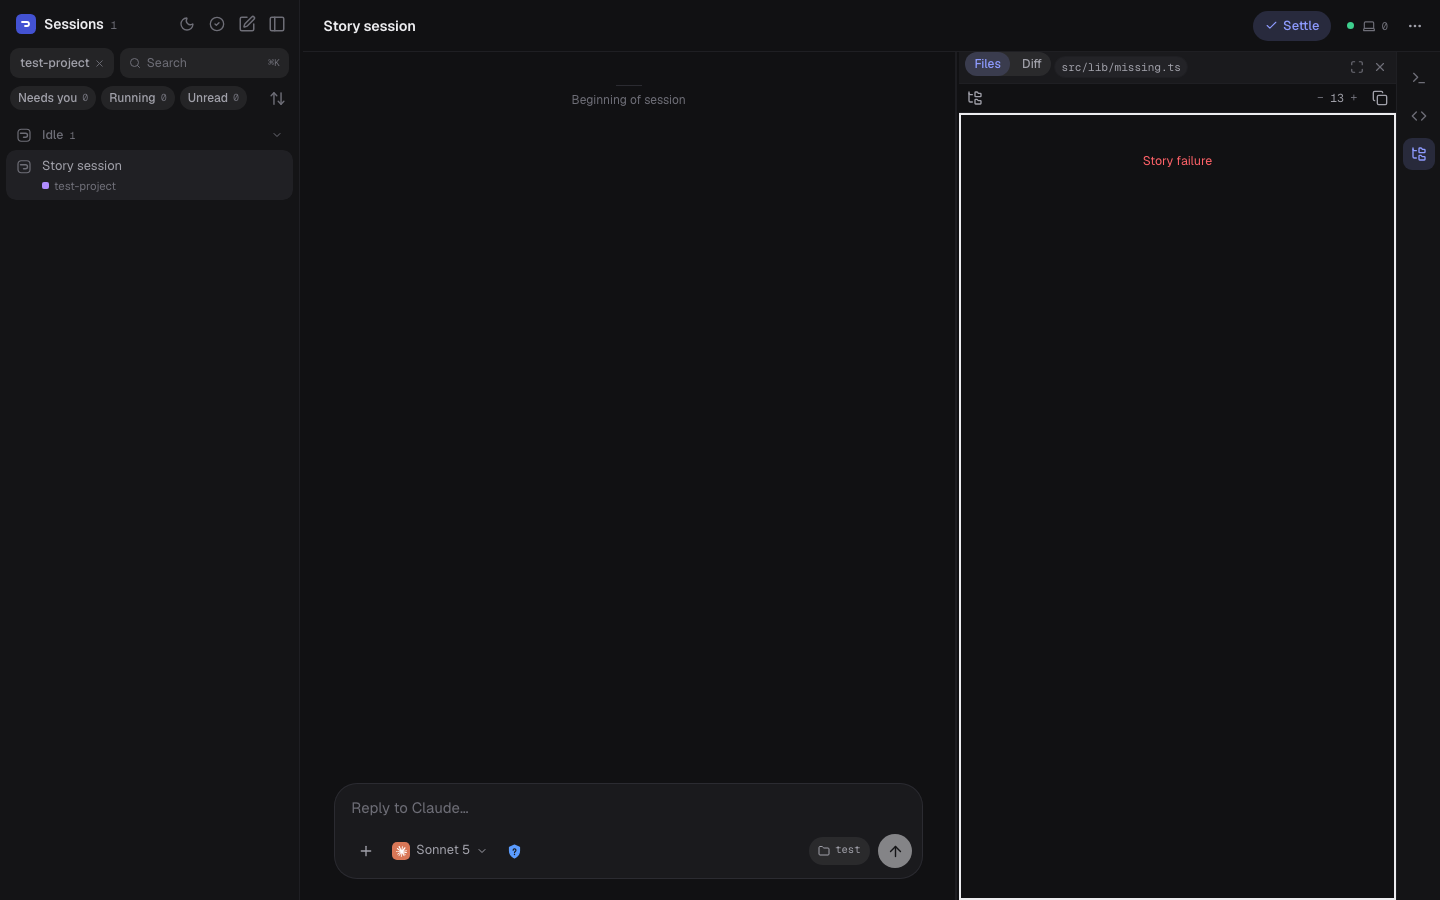 Sessions 1
test-project
Search ⌘K
Needs you 0
Running 0
Unread 0
Idle 1
Story session
test-project
Story session
Settle
0
Beginning of session
Reply to Claude...
Sonnet 5
test
Files
Diff
src/lib/missing.ts
− 13 +
Story failure